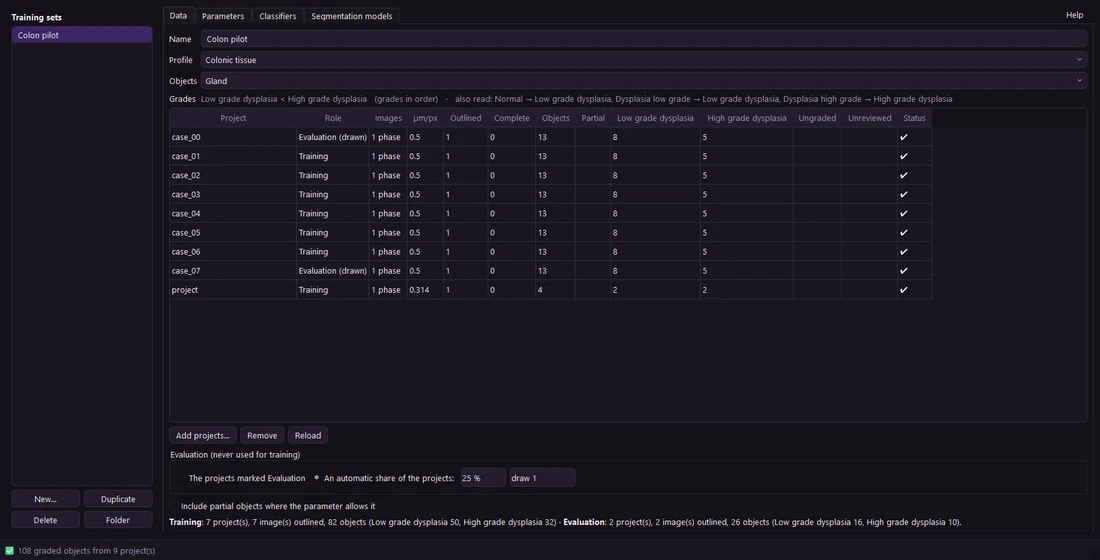 Training sets
Colon pilot
New...
Duplicate
Delete
Folder
Data
Parameters
Classifiers
Segmentation models
Help
Name Colon pilot
Profile Colonic tissue
Objects Gland
Grades Low grade dysplasia < High grade dysplasia (grades in order) · also read: Normal → Low grade dysplasia, Dysplasia low grade → Low grade dysplasia, Dysplasia high grade → High grade dysplasia
Project Role Images µm/px Outlined Complete Objects Partial Low grade dysplasia High grade dysplasia Ungraded Unreviewed Status
case_00 Evaluation (drawn) 1 phase 0.5 1 0 13 8 5 ✔
case_01 Training 1 phase 0.5 1 0 13 8 5 ✔
case_02 Training 1 phase 0.5 1 0 13 8 5 ✔
case_03 Training 1 phase 0.5 1 0 13 8 5 ✔
case_04 Training 1 phase 0.5 1 0 13 8 5 ✔
case_05 Training 1 phase 0.5 1 0 13 8 5 ✔
case_06 Training 1 phase 0.5 1 0 13 8 5 ✔
case_07 Evaluation (drawn) 1 phase 0.5 1 0 13 8 5 ✔
project Training 1 phase 0.314 1 0 4 2 2 ✔
Add projects... Remove Reload
Evaluation (never used for training)
The projects marked Evaluation An automatic share of the projects: 25 % draw 1
Include partial objects where the parameter allows it
Training: 7 project(s), 7 image(s) outlined, 82 objects (Low grade dysplasia 50, High grade dysplasia 32) · Evaluation: 2 project(s), 2 image(s) outlined, 26 objects (Low grade dysplasia 16, High grade dysplasia 10).
108 graded objects from 9 project(s)